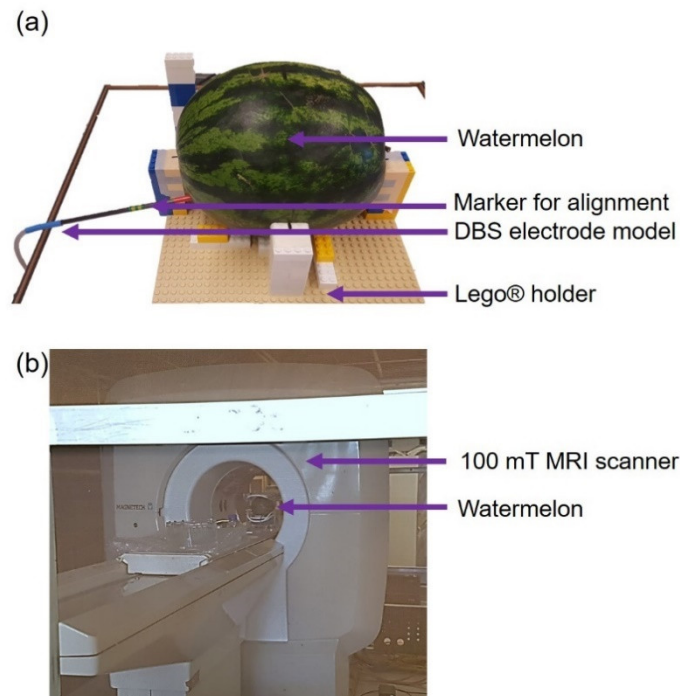 (a)
Watermelon
Marker for alignment
DBS electrode model
Lego® holder
(b)
100 mT MRI scanner
Watermelon